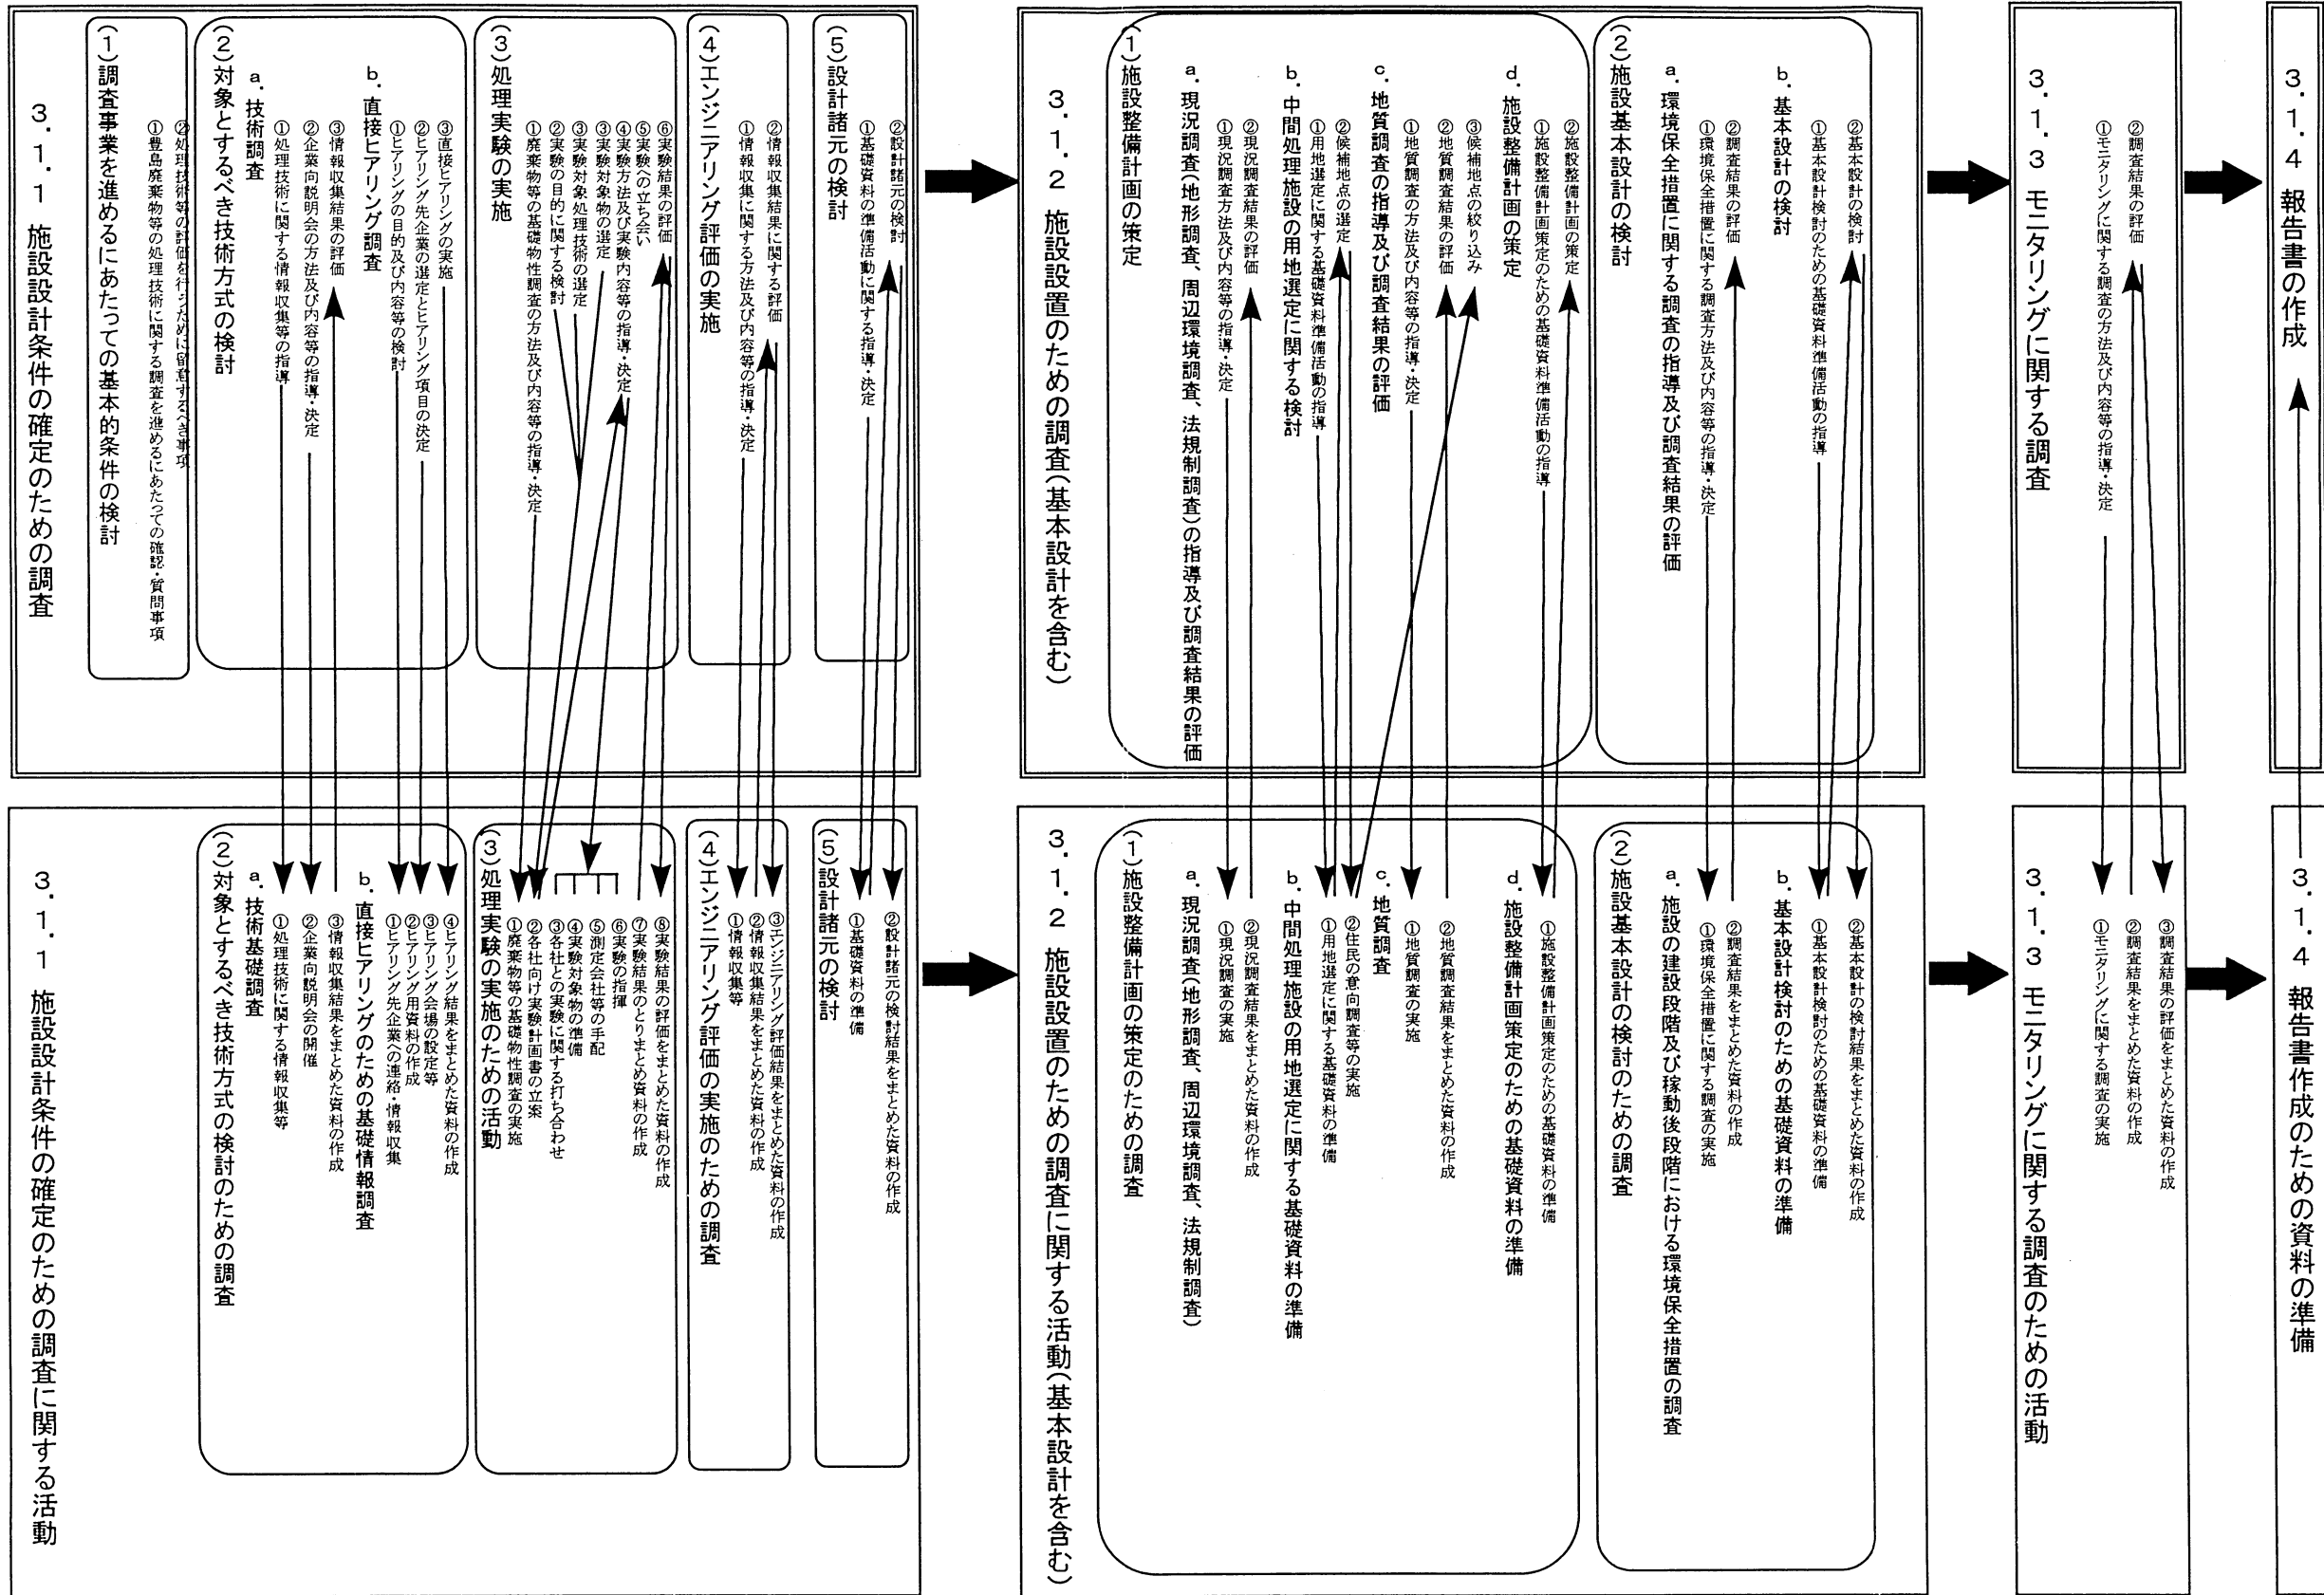 3．1．1　施設設計条件の確定のための調査
(1)調査事業を進めるにあたっての基本的条件の検討
①豊島廃棄物等の処理技術に関する調査を進めるにあたっての確認・質問事項
②処理技術等の評価を行うために留意するべき事項
(2)対象とするべき技術方式の検討
a．技術調査
①処理技術に関する情報収集等の指導
②企業向説明会の方法及び内容等の指導・決定
③情報収集結果の評価
b．直接ヒアリング調査
①ヒアリングの目的及び内容等の検討
②ヒアリング先企業の選定とヒアリング項目の決定
③直接ヒアリングの実施
(3)処理実験の実施
①廃棄物等の基礎物性調査の方法及び内容等の指導・決定
②実験の目的に関する検討
③実験対象処理技術の選定
③実験対象物の選定
④実験方法及び実験内容等の指導・決定
⑤実験への立ち会い
⑥実験結果の評価
(4)エンジニアリング評価の実施
①情報収集に関する方法及び内容等の指導・決定
②情報収集結果に関する評価
(5)設計諸元の検討
①基礎資料の準備活動に関する指導・決定
②設計諸元の検討
3．1．2　施設設置のための調査(基本設計を含む)
(1)施設整備計画の策定
a．現況調査(地形調査、周辺環境調査、法規制調査)の指導及び調査結果の評価
①現況調査方法及び内容等の指導・決定
②現況調査結果の評価
b．中間処理施設の用地選定に関する検討
①用地選定に関する基礎資料準備活動の指導
②候補地点の選定
c．地質調査の指導及び調査結果の評価
①地質調査の方法及び内容等の指導・決定
②地質調査結果の評価
③候補地点の絞り込み
d．施設整備計画の策定
①施設整備計画策定のための基礎資料準備活動の指導
②施設整備計画の策定
(2)施設基本設計の検討
a．環境保全措置に関する調査の指導及び調査結果の評価
①環境保全措置に関する調査方法及び内容等の指導・決定
②調査結果の評価
b．基本設計の検討
①基本設計検討のための基礎資料準備活動の指導
②基本設計の検討
3．1．3　モニタリングに関する調査
①モニタリングに関する調査の方法及び内容等の指導・決定
②調査結果の評価
3．1．4　報告書の作成
3．1．1　施設設計条件の確定のための調査に関する活動
(2)対象とするべき技術方式の検討のための調査
a．技術基礎調査
①処理技術に関する情報収集等
②企業向説明会の開催
③情報収集結果をまとめた資料の作成
b．直接ヒアリングのための基礎情報調査
①ヒアリング先企業への連絡・情報収集
②ヒアリング用資料の作成
③ヒアリング会場の設定等
④ヒアリング結果をまとめた資料の作成
(3)処理実験の実施のための活動
①廃棄物等の基礎物性調査の実施
②各社向け実験計画書の立案
③各社との実験に関する打ち合わせ
④実験対象物の準備
⑤測定会社等の手配
⑥実験の指揮
⑦実験結果のとりまとめ資料の作成
⑧実験結果の評価をまとめた資料の作成
(4)エンジニアリング評価の実施のための調査
①情報収集等
②情報収集結果をまとめた資料の作成
③エンジニアリング評価結果をまとめた資料の作成
(5)設計諸元の検討
①基礎資料の準備
②設計諸元の検討結果をまとめた資料の作成
3．1．2　施設設置のための調査に関する活動(基本設計を含む)
(1)施設整備計画の策定のための調査
a．現況調査(地形調査、周辺環境調査、法規制調査)
①現況調査の実施
②現況調査結果をまとめた資料の作成
b．中間処理施設の用地選定に関する基礎資料の準備
①用地選定に関する基礎資料の準備
②住民の意向調査等の実施
c．地質調査
①地質調査の実施
②地質調査結果をまとめた資料の作成
d．施設整備計画策定のための基礎資料の準備
①施設整備計画策定のための基礎資料の準備
(2)施設基本設計の検討のための調査
a．施設の建設段階及び稼動後段階における環境保全措置の調査
①環境保全措置に関する調査の実施
②調査結果をまとめた資料の作成
b．基本設計検討のための基礎資料の準備
①基本設計検討のための基礎資料の準備
②基本設計の検討結果をまとめた資料の作成
3．1．3　モニタリングに関する調査のための活動
①モニタリングに関する調査の実施
②調査結果をまとめた資料の作成
③調査結果の評価をまとめた資料の作成
3．1．4　報告書作成のための資料の準備